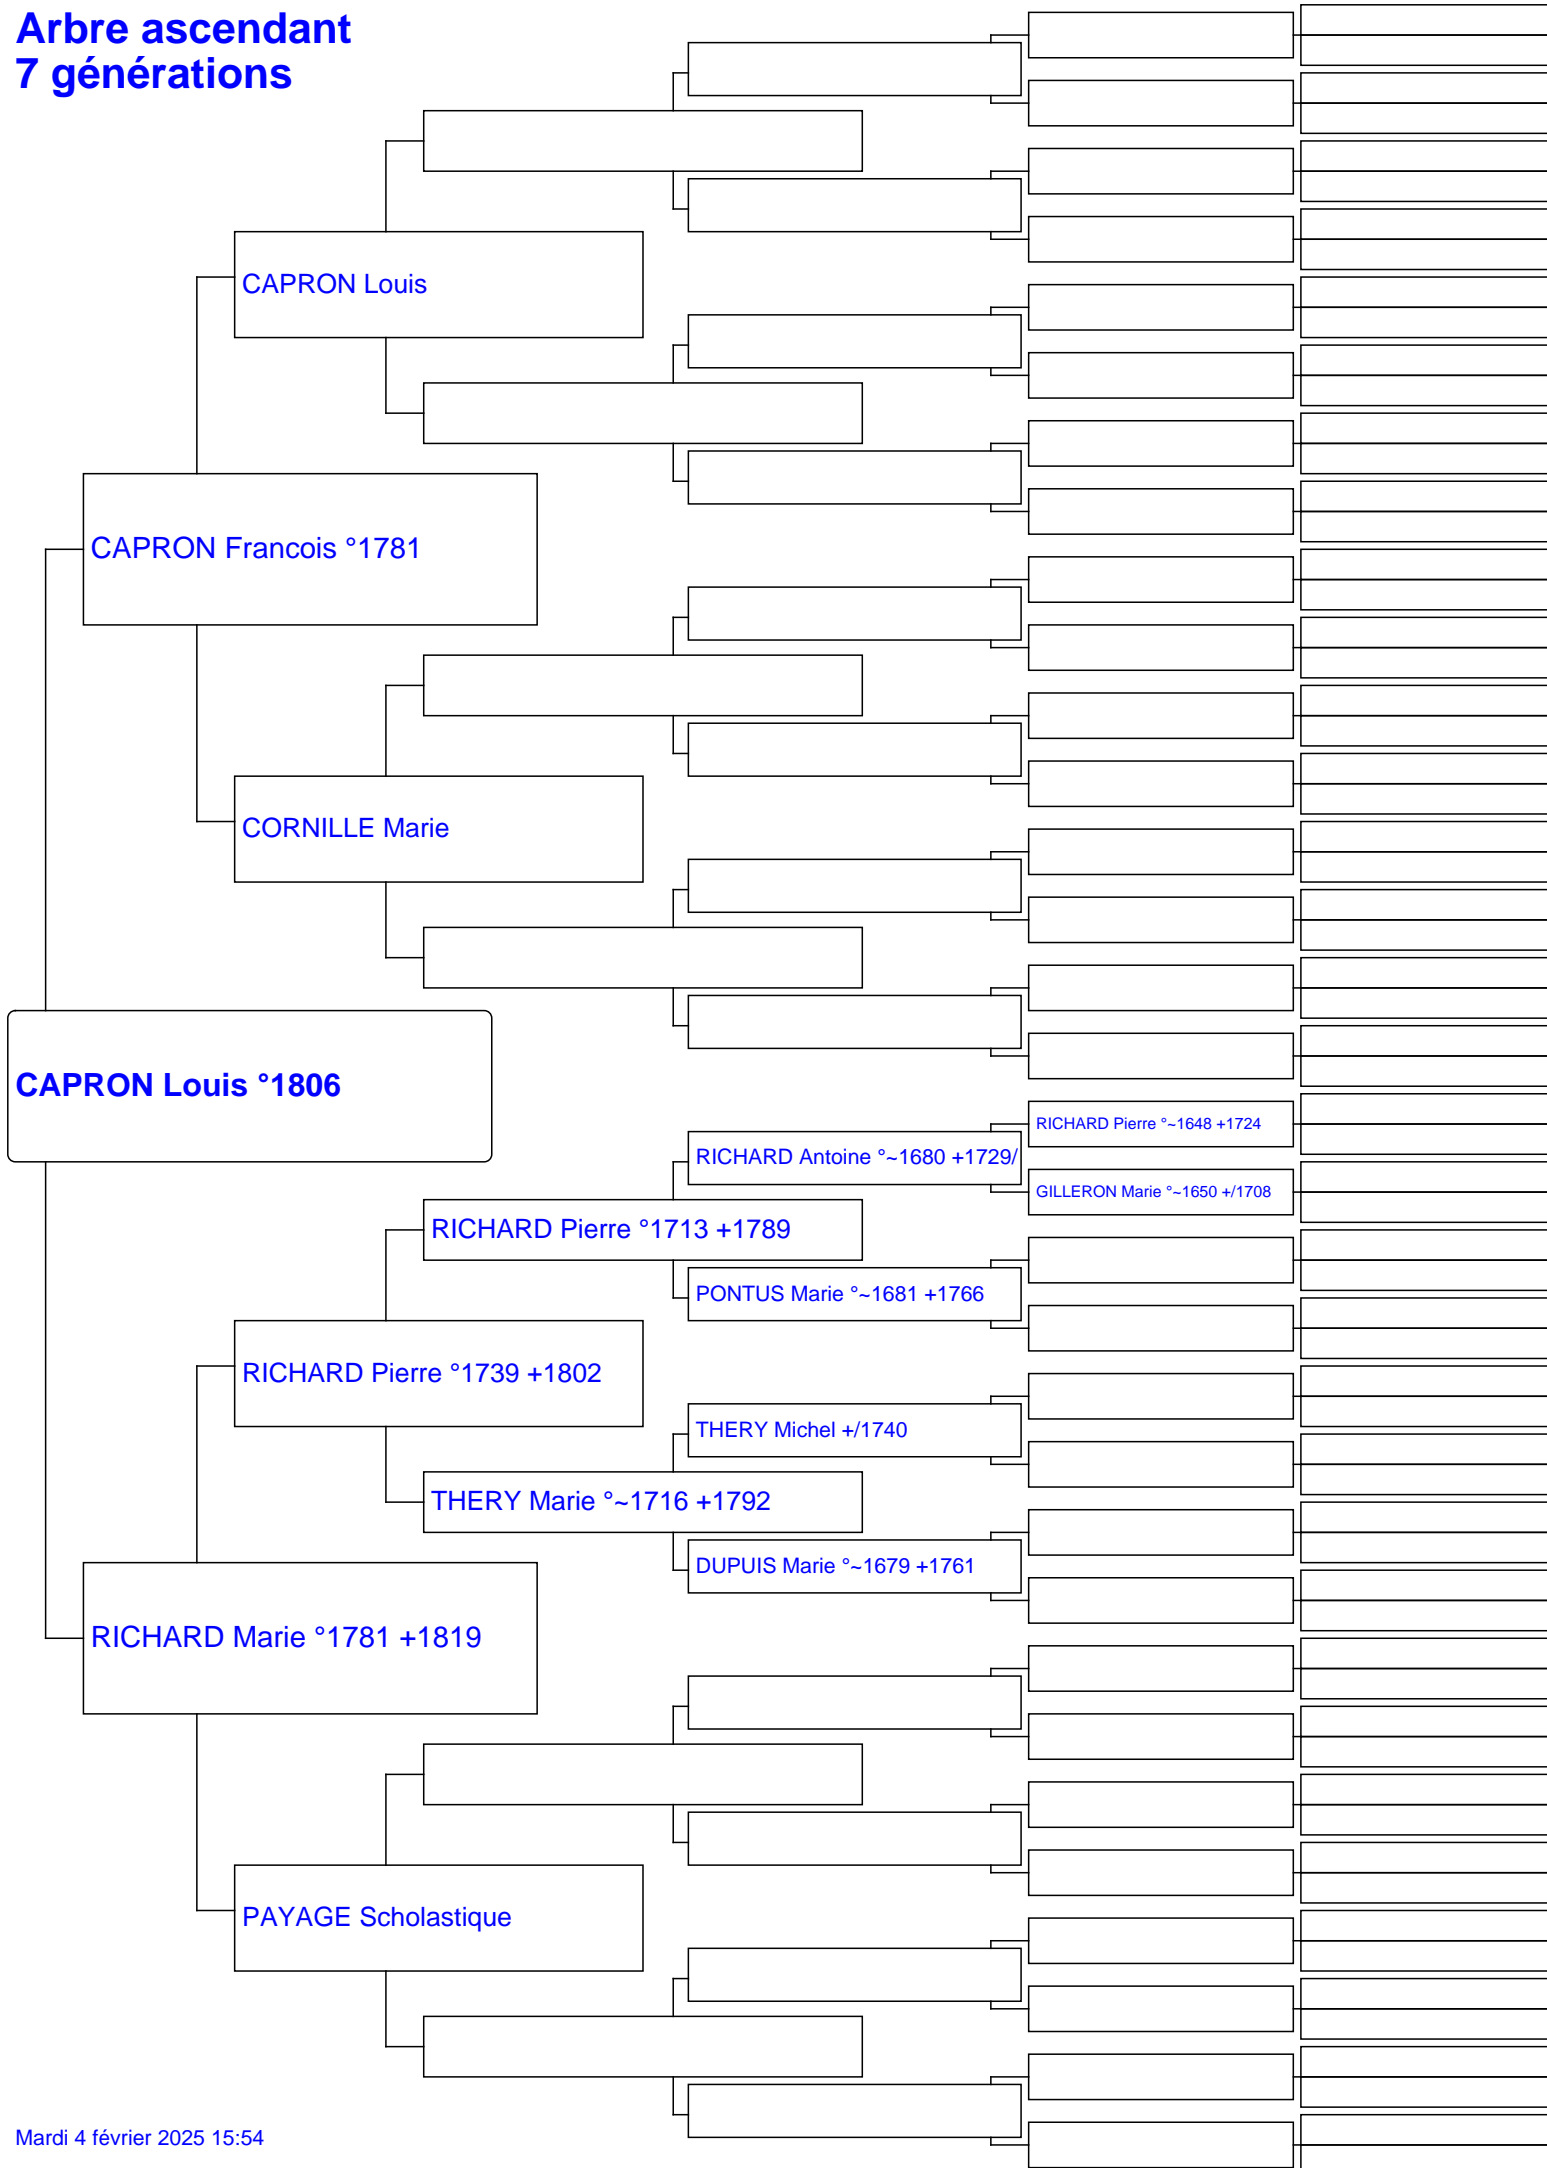 Arbre ascendant
7 générations
CAPRON Louis
CAPRON Francois °1781
CORNILLE Marie
CAPRON Louis °1806
RICHARD Pierre °~1648 +1724
RICHARD Antoine °~1680 +1729/
GILLERON Marie °~1650 +/1708
RICHARD Pierre °1713 +1789
PONTUS Marie °~1681 +1766
RICHARD Pierre °1739 +1802
THERY Michel +/1740
THERY Marie °~1716 +1792
DUPUIS Marie °~1679 +1761
RICHARD Marie °1781 +1819
PAYAGE Scholastique
Mardi 4 février 2025 15:54